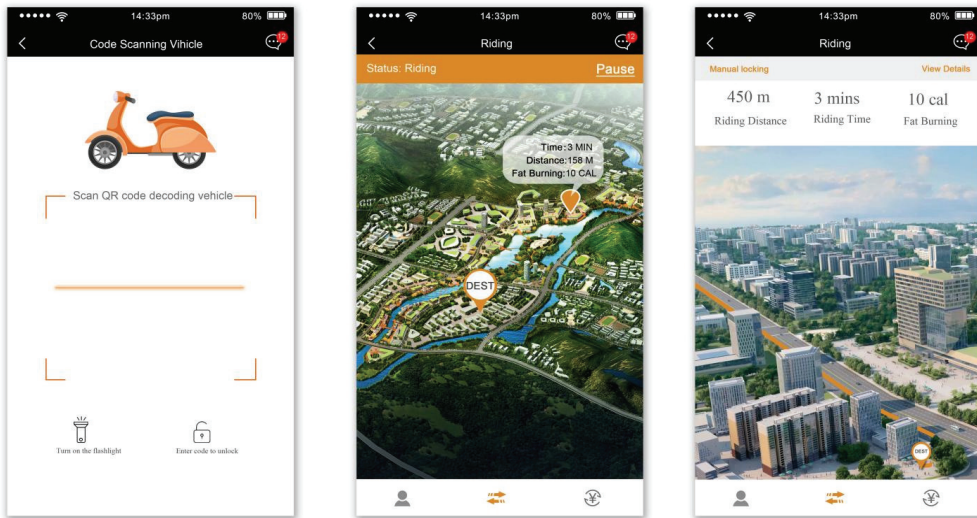 14:33pm
80%
Code Scanning Vihicle
12
Scan QR code decoding vehicle
Turn on the flashlight
Enter code to unlock
14:33pm
80%
Riding
12
Status: Riding
Pause
Time:3 MIN
Distance:158 M
Fat Burning:10 CAL
DEST
¥
14:33pm
80%
Riding
12
Manual locking
View Details
450 m
3 mins
10 cal
Riding Distance
Riding Time
Fat Burning
DEST
¥